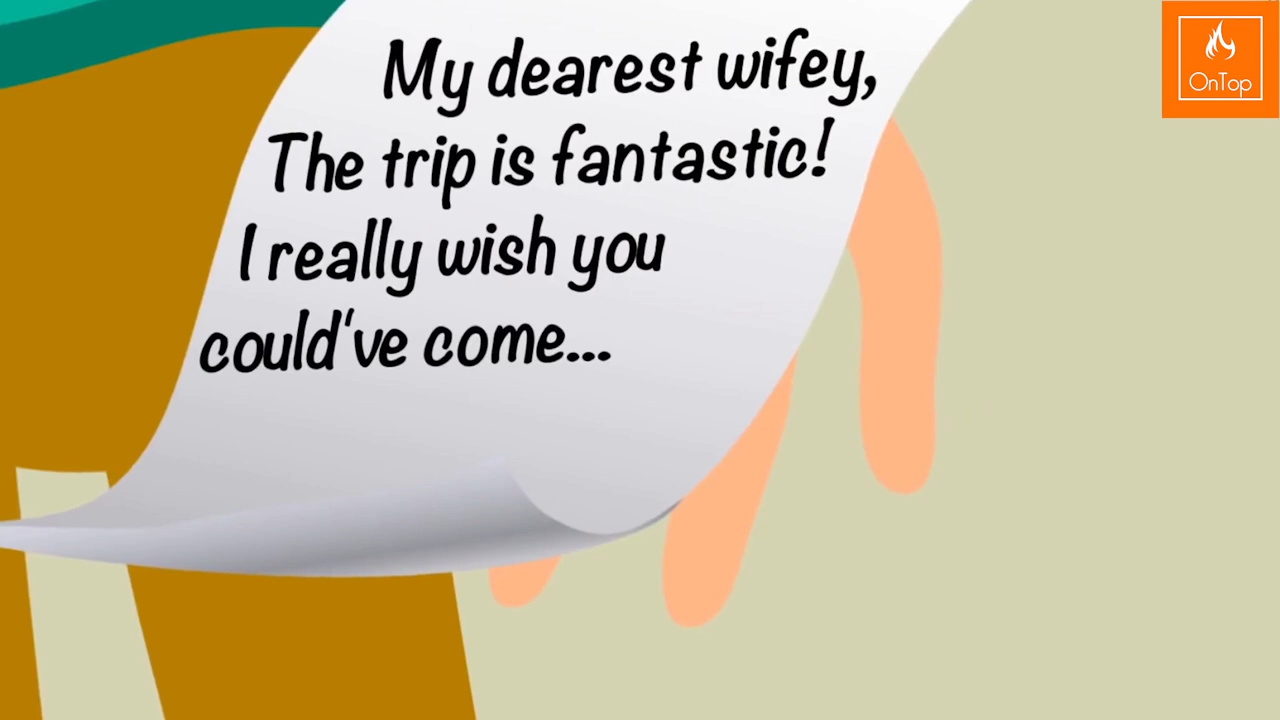 My dearest wifey,
The trip is fantastic!
I really wish you
could've come...
OnTop